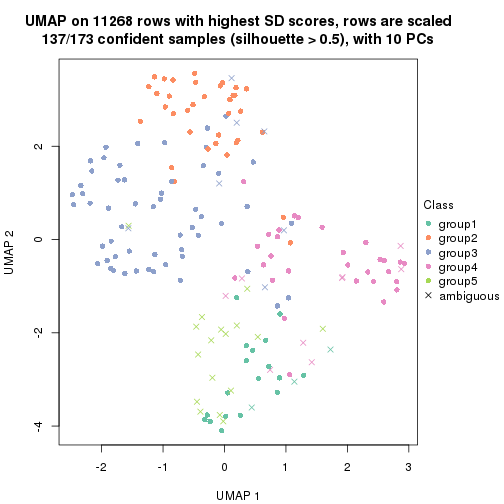 UMAP on 11268 rows with highest SD scores, rows are scaled
137/173 confident samples (silhouette > 0.5), with 10 PCs
2
0
-2
-4
UMAP 2
-2
-1
0
1
2
3
UMAP 1
Class
group1
group2
group3
group4
group5
ambiguous